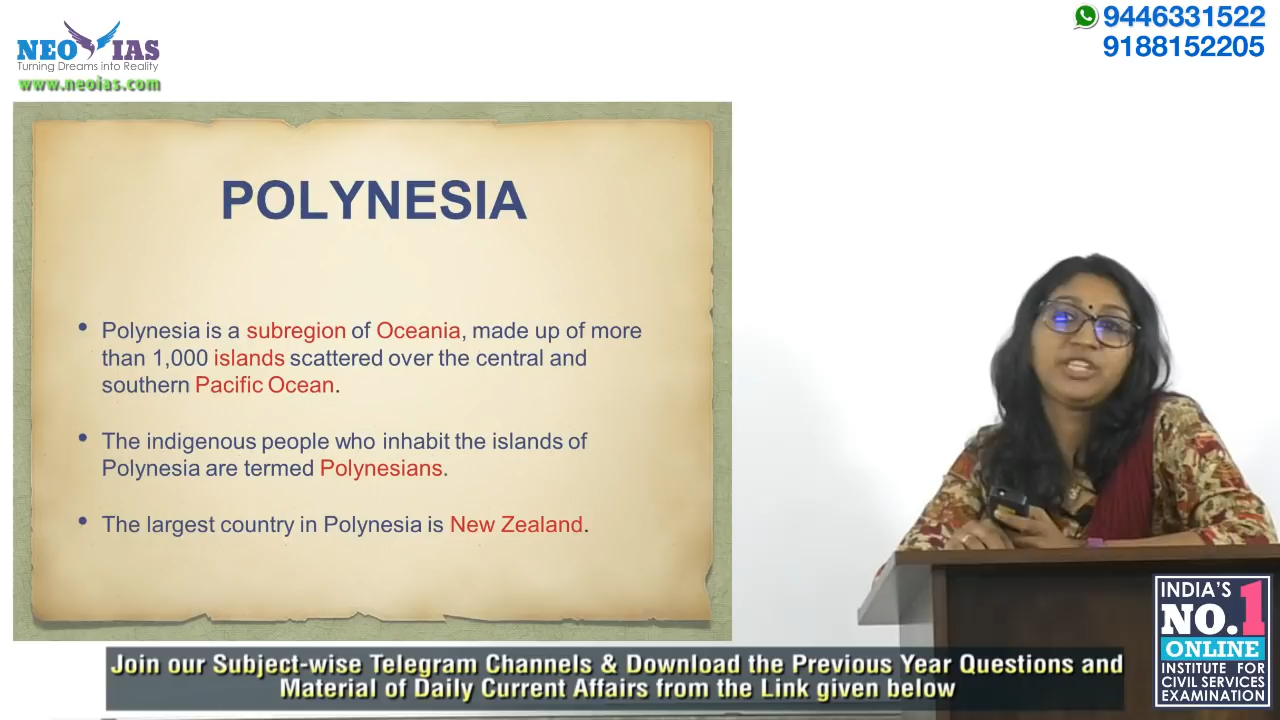 NEO IAS
Turning Dreams into Reality
www.neoias.com
9446331522
9188152205
POLYNESIA
• Polynesia is a subregion of Oceania, made up of more
than 1,000 islands scattered over the central and
southern Pacific Ocean.
• The indigenous people who inhabit the islands of
Polynesia are termed Polynesians.
• The largest country in Polynesia is New Zealand.
INDIA'S
NO.1
ONLINE
INSTITUTE FOR
CIVIL SERVICES
EXAMINATION
Join our Subject-wise Telegram Channels & Download the Previous Year Questions and
Material of Daily Current Affairs from the Link given below